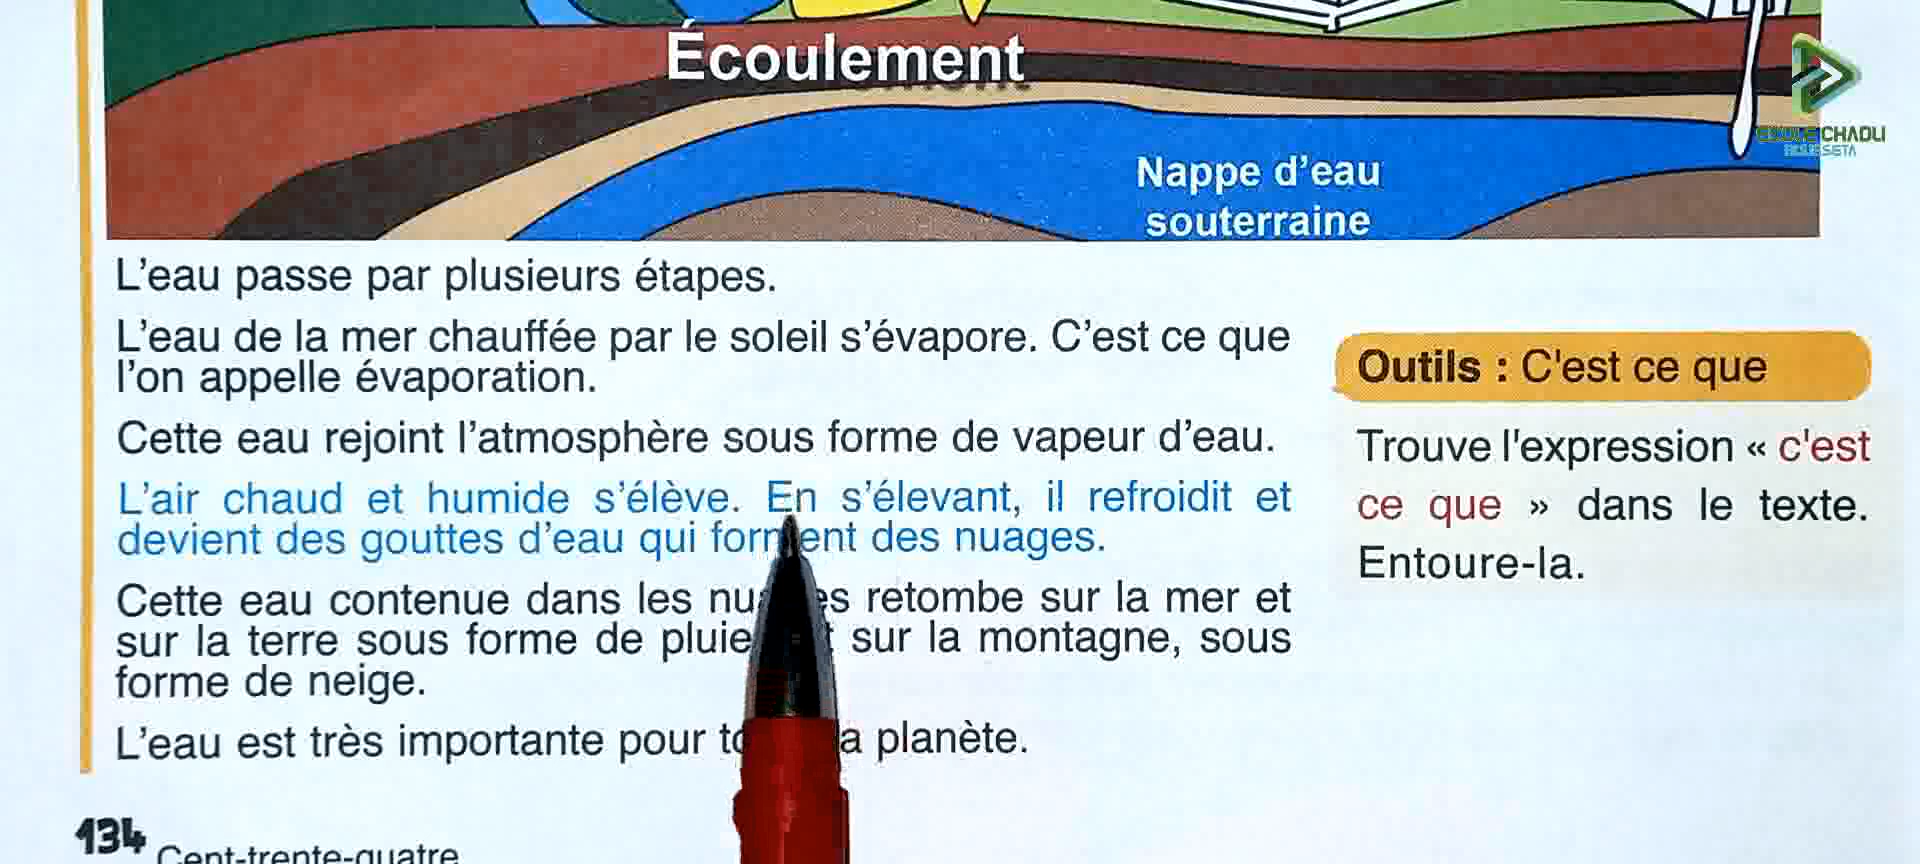 Écoulement
Nappe d'eau
souterraine
CHADLI
L'eau passe par plusieurs étapes.
L'eau de la mer chauffée par le soleil s'évapore. C'est ce que
l'on appelle évaporation.
Cette eau rejoint l'atmosphère sous forme de vapeur d'eau.
L'air chaud et humide s'élève. En s'élevant, il refroidit et
devient des gouttes d'eau qui forment des nuages.
Cette eau contenue dans les nuages retombe sur la mer et
sur la terre sous forme de pluie sur la montagne, sous
forme de neige.
L'eau est très importante pour la planète.
Outils : C'est ce que
Trouve l'expression « c'est
ce que » dans le texte.
Entoure-la.
134
Cent-trente-quatre